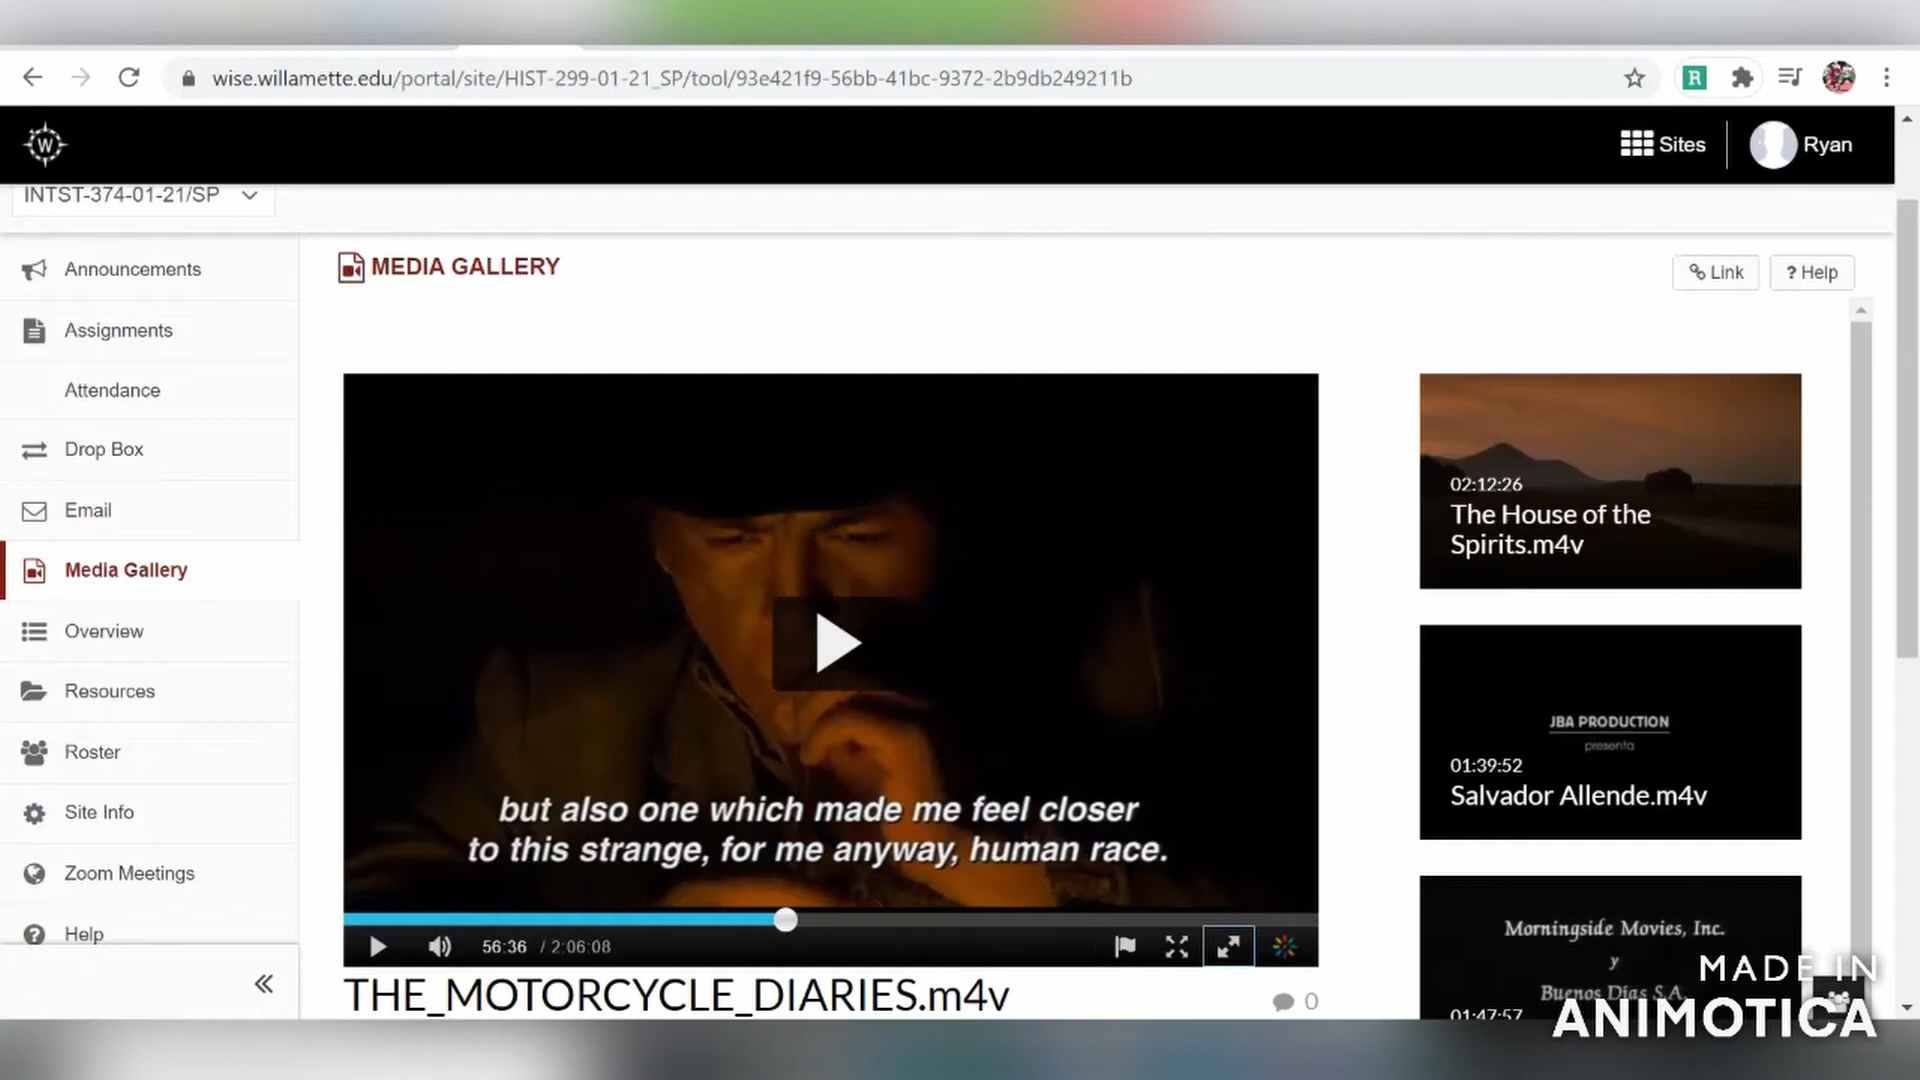 wise.willamette.edu/portal/site/HIST-299-01-21_SP/tool/93e421f9-56bb-41bc-9372-2b9db249211b
R
W
Sites
Ryan
INTST-374-01-21/SP
Announcements
Assignments
Attendance
Drop Box
Email
Media Gallery
Overview
Resources
Roster
Site Info
Zoom Meetings
? Help
MEDIA GALLERY
Link
? Help
but also one which made me feel closer
to this strange, for me anyway, human race.
56:36 / 2:06:08
THE_MOTORCYCLE_DIARIES.m4v
0
02:12:26
The House of the
Spirits.m4v
JBA PRODUCTION
presenta
01:39:52
Salvador Allende.m4v
Morningside Movies, Inc.
y
Buenos Días S.A.
01:47:57
MADE IN
ANIMOTICA